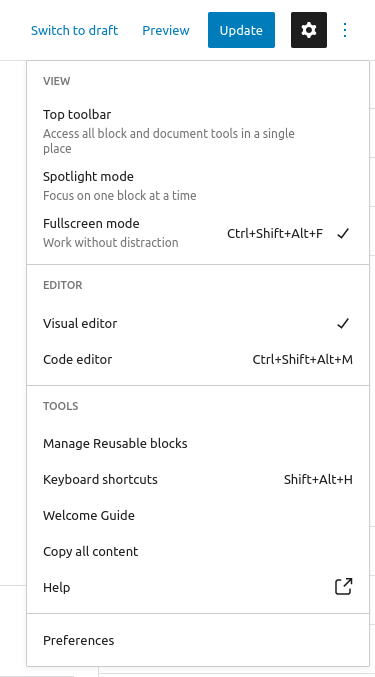 Switch to draft Preview Update
VIEW
Top toolbar
Access all block and document tools in a single
place
Spotlight mode
Focus on one block at a time
Fullscreen mode Ctrl+Shift+Alt+F
Work without distraction
EDITOR
Visual editor
Code editor Ctrl+Shift+Alt+M
TOOLS
Manage Reusable blocks
Keyboard shortcuts Shift+Alt+H
Welcome Guide
Copy all content
Help
Preferences